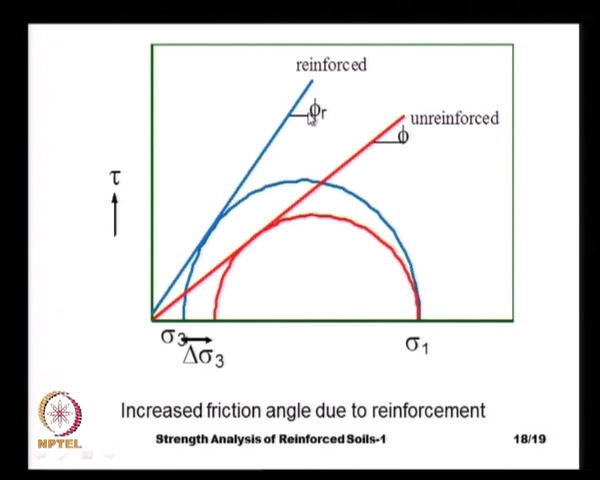 reinforced
ϕr
unreinforced
ϕ
τ
σ3
Δσ3
σ1
Increased friction angle due to reinforcement
NPTEL
Strength Analysis of Reinforced Soils-1
18/19